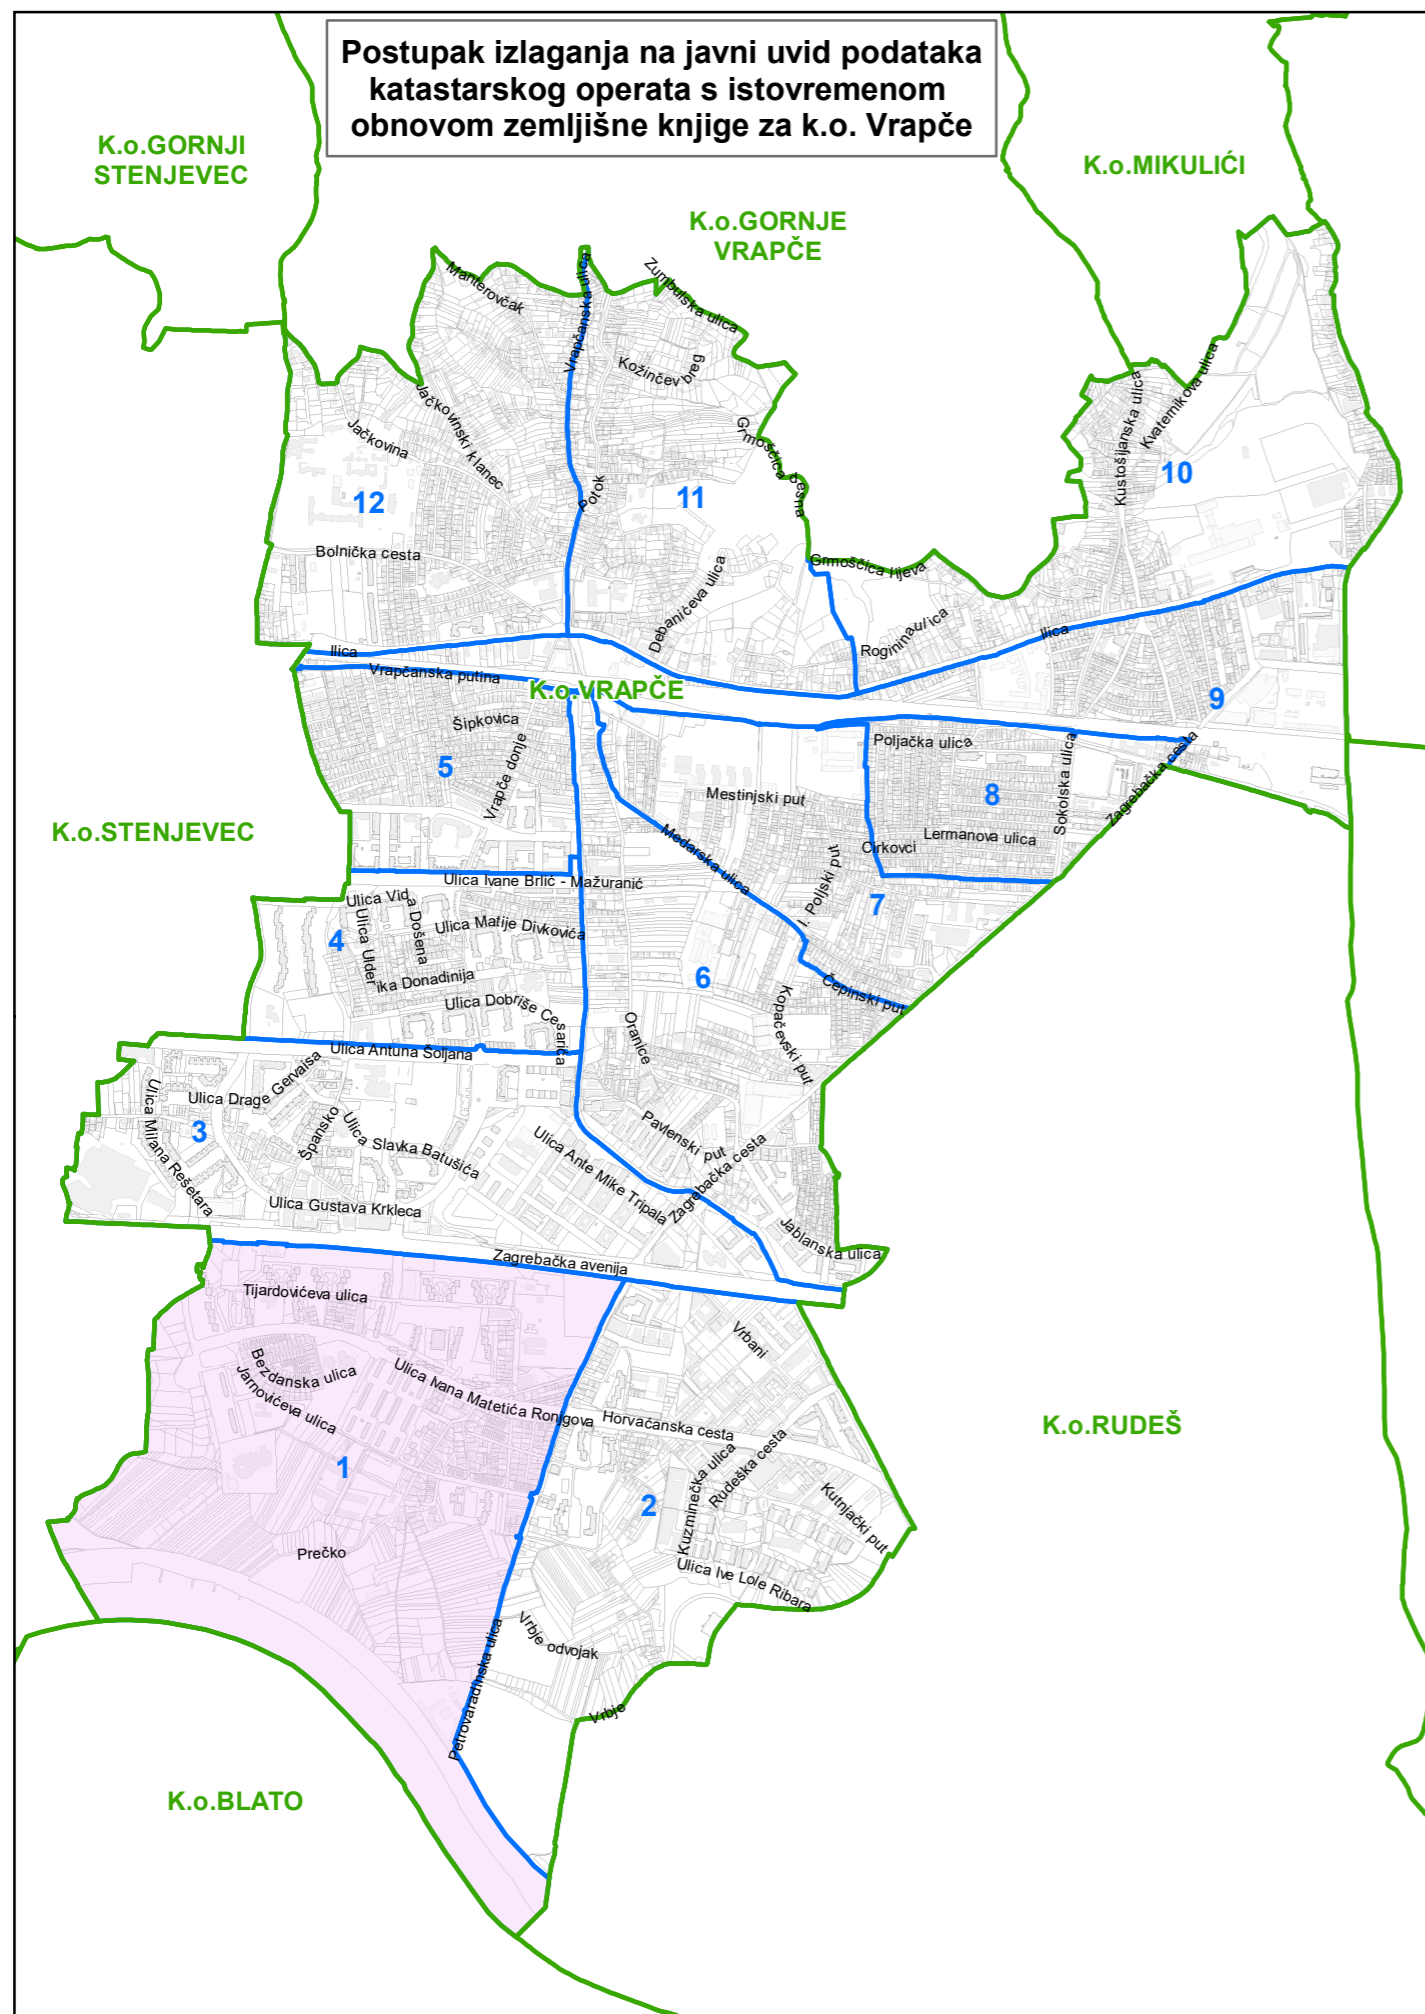 Postupak izlaganja na javni uvid podataka
katastarskog operata s istovremenom
obnovom zemljišne knjige za k.o. Vrapče
K.o.GORNJI
STENJEVEC
K.o.MIKULIĆI
K.o.GORNJE
VRAPČE
Manterovčak
Vrapčanska ulica
Zumbulska ulica
Kožinčev breg
Jačkovinski klanec
Jačkovina
Grmoščica
česna
Kustošijanska ulica
Kvaternikova ulica
10
12
11
Potok
Bolnička cesta
Grmoščica lijeva
Debanićeva ulica
Roginina ulica
Ilica
Ilica
Vrapčanska putina
K.o.VRAPČE
9
Šipkovica
Vrapče donje
5
Poljačka ulica
Sokolska ulica
Zagrebačka cesta
8
Mestinjski put
Lermanova ulica
Cirkovci
K.o.STENJEVEC
Medarska ulica
I. Poljski put
7
Ulica Ivane Brlić - Mažuranić
Ulica Vida Došena
Ulica Matije Divkovića
4
Ulica Ulderika Donadinija
6
Čepinski put
Kopačevski put
Ulica Dobriše Cesarića
Oranice
Ulica Antuna Šoljana
Ulica Drage Gervaisa
Ulica Milana Rešetara
3
Špansko
Ulica Slavka Batušića
Pavlenski put
Ulica Ante Mike Tripala
Zagrebačka cesta
Ulica Gustava Krkleca
Jablanska ulica
Zagrebačka avenija
Tijardovićeva ulica
Vrbani
Bezdanska ulica
Jarnovićeva ulica
Ulica Ivana Matetića Ronjgova
Horvaćanska cesta
K.o.RUDEŠ
1
Kuzminečka ulica
Rudeška cesta
2
Kutnjački put
Prečko
Ulica Ive Lole Ribara
Vrbje odvojak
Petrovaradinska ulica
Vrbje
K.o.BLATO